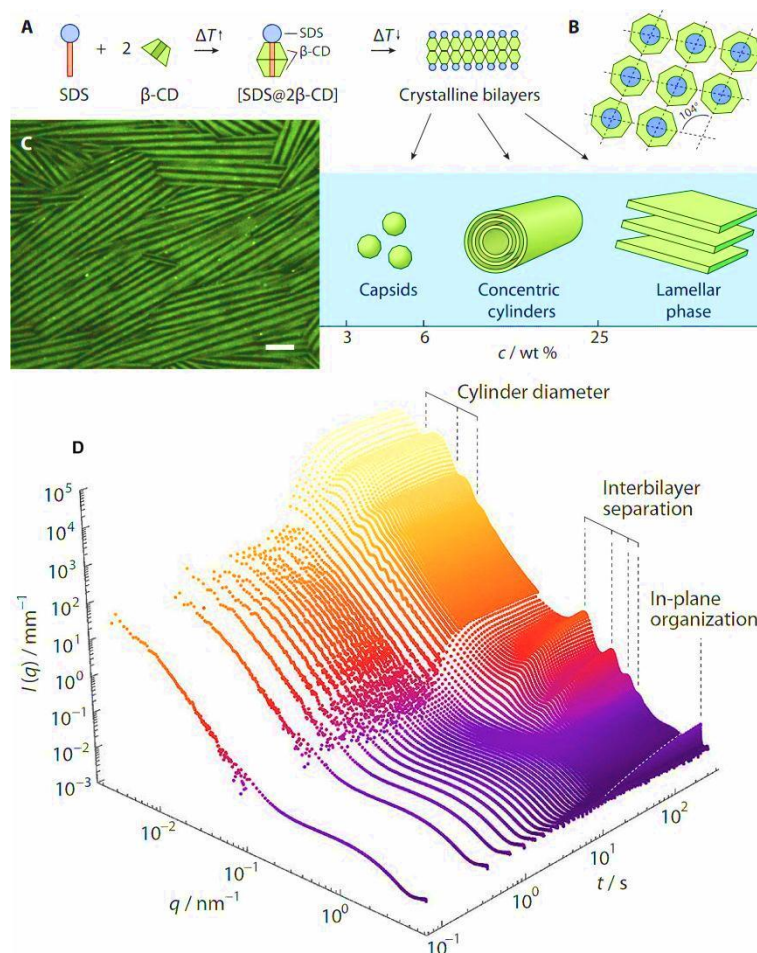 A
SDS
+
2
β-CD
ΔT↑
SDS
β-CD
[SDS@2β-CD]
ΔT↓
Crystalline bilayers
B
104°
C
Capsids
Concentric
cylinders
Lamellar
phase
3
6
25
c / wt %
D
Cylinder diameter
Interbilayer
separation
In-plane
organization
10⁵
10⁴
10³
10²
10¹
10⁰
10⁻¹
10⁻²
10⁻³
I (q) / mm⁻¹
10⁻²
10⁻¹
10⁰
q / nm⁻¹
10⁻¹
10⁰
10¹
10²
t / s